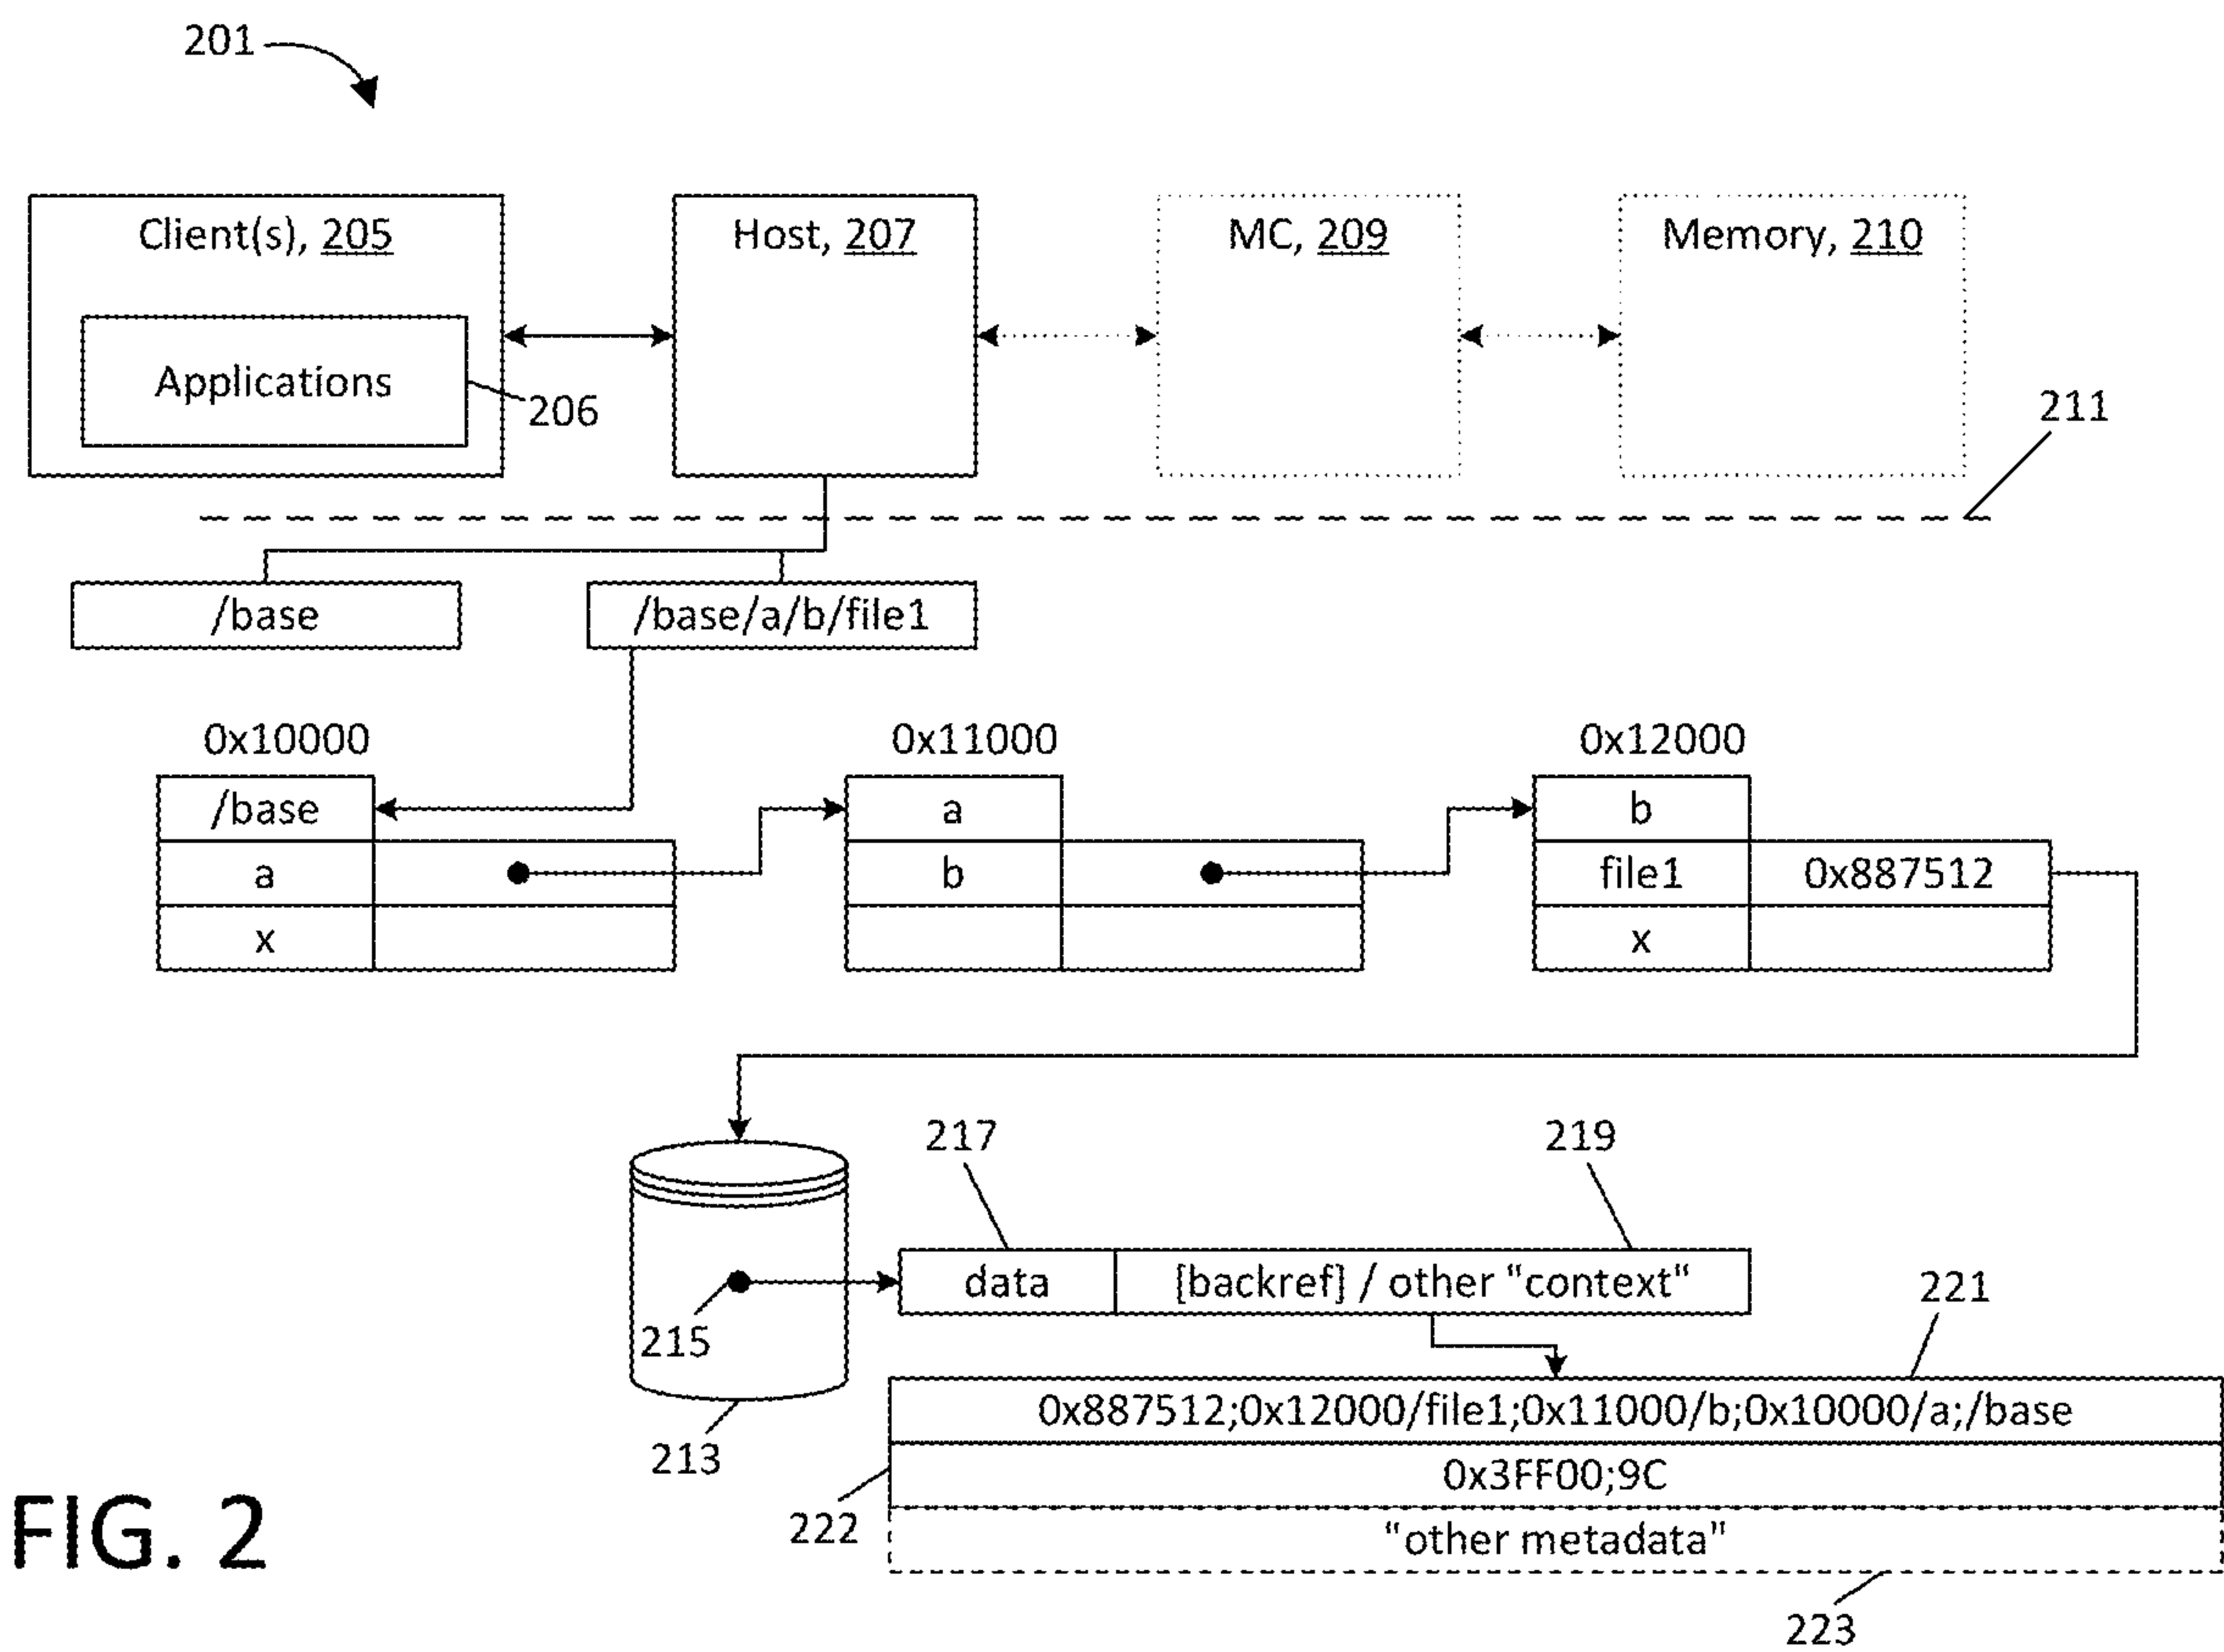 201
Client(s), 205
Host, 207
MC, 209
Memory, 210
Applications
206
211
/base
/base/a/b/file1
0x10000
0x11000
0x12000
/base
a
b
a
b
file1
0x887512
x
x
217
219
data
[backref] / other "context"
221
215
0x887512;0x12000/file1;0x11000/b;0x10000/a;/base
213
0x3FF00;9C
222
"other metadata"
FIG. 2
223